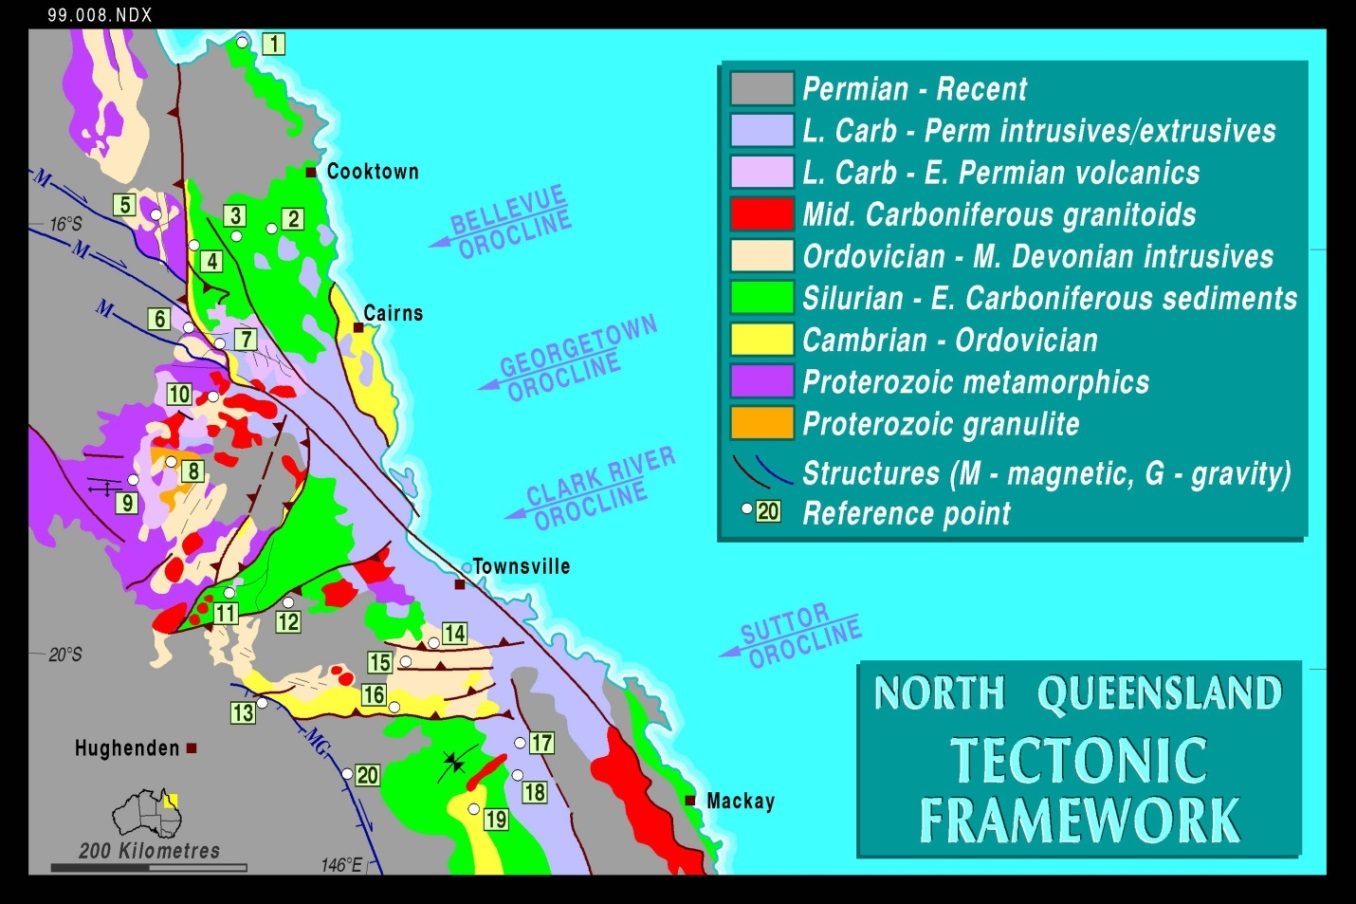 99.008.NDX
1
Cooktown
M
5
16°S
3
2
M
4
BELLEVUE
OROCLINE
M
6
7
Cairns
GEORGETOWN
OROCLINE
10
8
9
CLARK RIVER
OROCLINE
Townsville
11
12
SUTTOR
OROCLINE
14
15
20°S
16
13
MG
17
Hughenden
20
18
19
Mackay
200 Kilometres
146°E
Permian - Recent
L. Carb - Perm intrusives/extrusives
L. Carb - E. Permian volcanics
Mid. Carboniferous granitoids
Ordovician - M. Devonian intrusives
Silurian - E. Carboniferous sediments
Cambrian - Ordovician
Proterozoic metamorphics
Proterozoic granulite
Structures (M - magnetic, G - gravity)
20 Reference point
NORTH QUEENSLAND
TECTONIC
FRAMEWORK